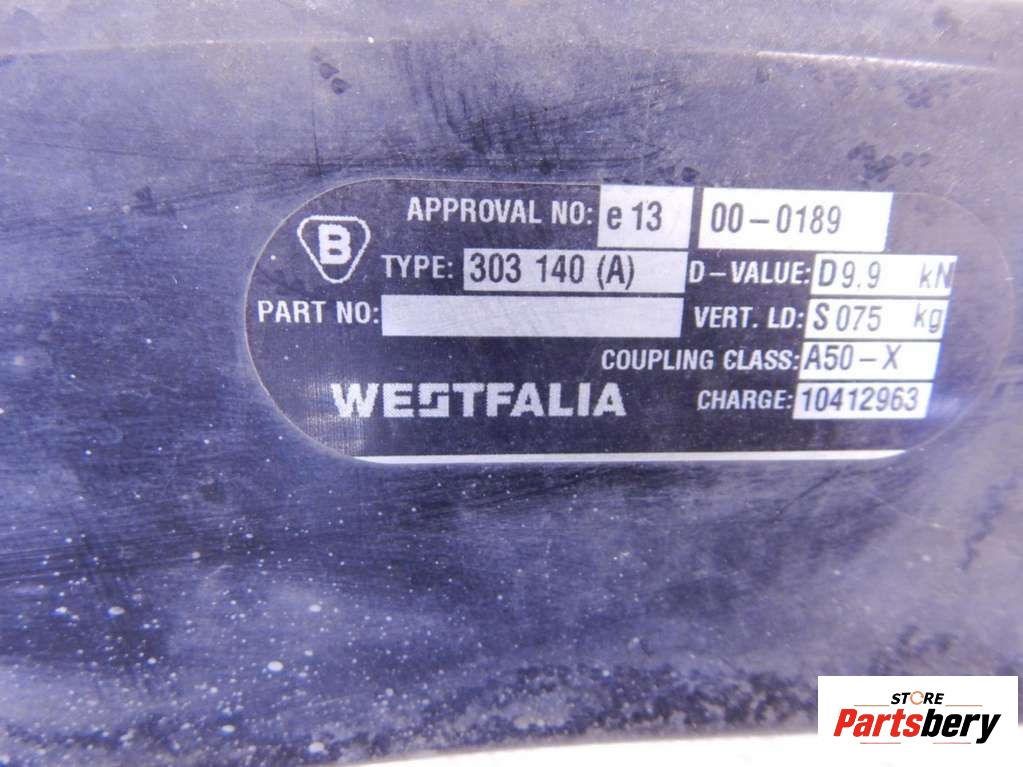 B
APPROVAL NO: e 13 00-0189
TYPE: 303 140 (A) D-VALUE: D 9,9 kN
PART NO: VERT. LD: S 075 kg
COUPLING CLASS: A50-X
WESTFALIA CHARGE: 10412963
STORE
Partsbery